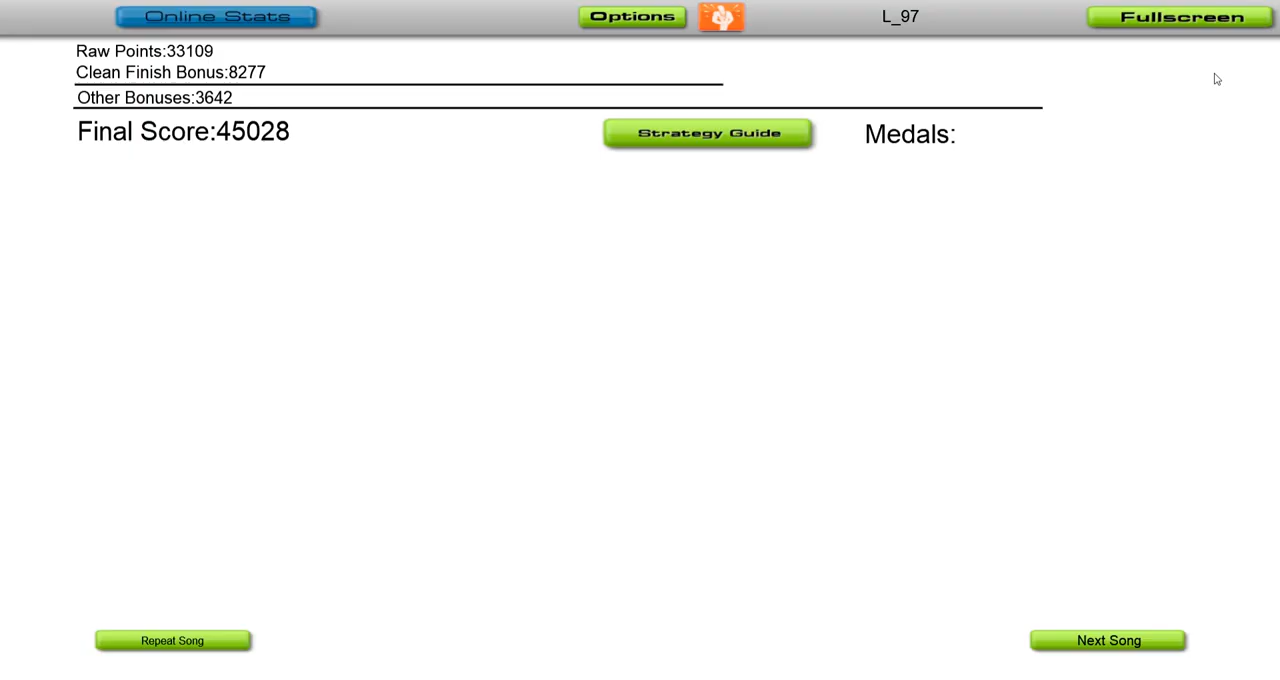 Online Stats
Options
L_97
Fullscreen
Raw Points:33109
Clean Finish Bonus:8277
Other Bonuses:3642
Final Score:45028
Strategy Guide
Medals:
Repeat Song
Next Song